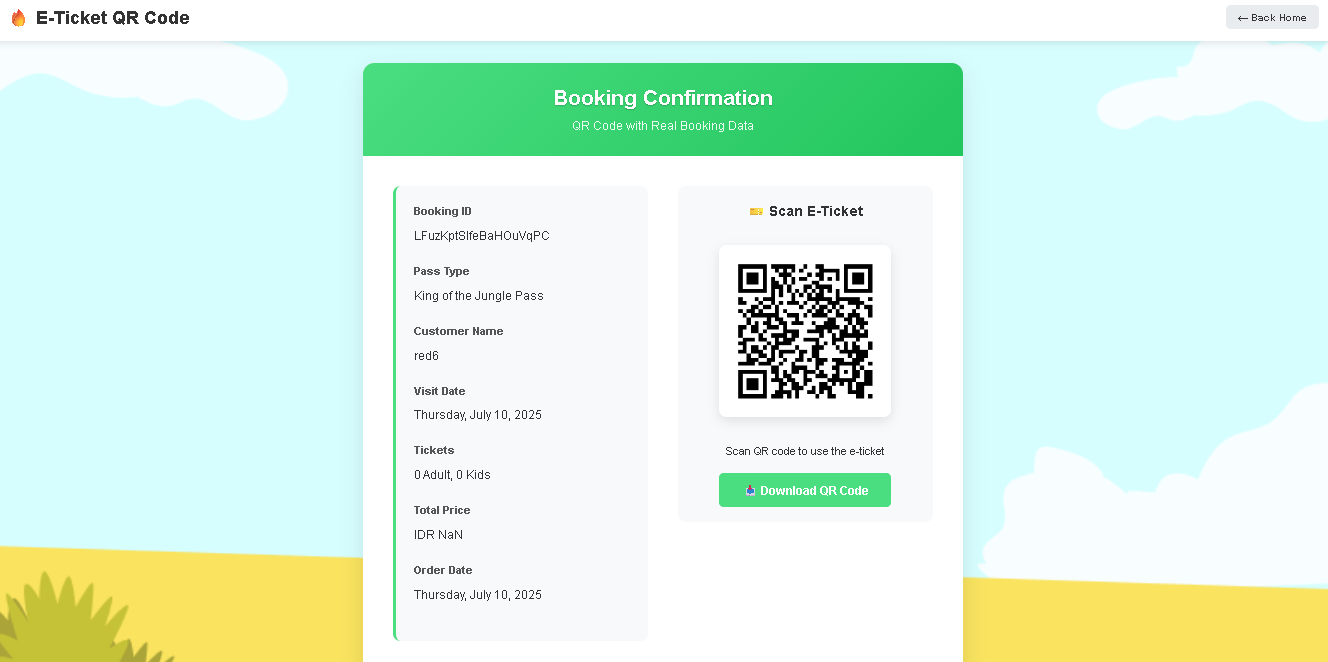 E-Ticket QR Code
← Back Home
Booking Confirmation
QR Code with Real Booking Data
Booking ID
LFuzKptSlfeBaHOuVqPC
Pass Type
King of the Jungle Pass
Customer Name
red6
Visit Date
Thursday, July 10, 2025
Tickets
0 Adult, 0 Kids
Total Price
IDR NaN
Order Date
Thursday, July 10, 2025
Scan E-Ticket
Scan QR code to use the e-ticket
Download QR Code